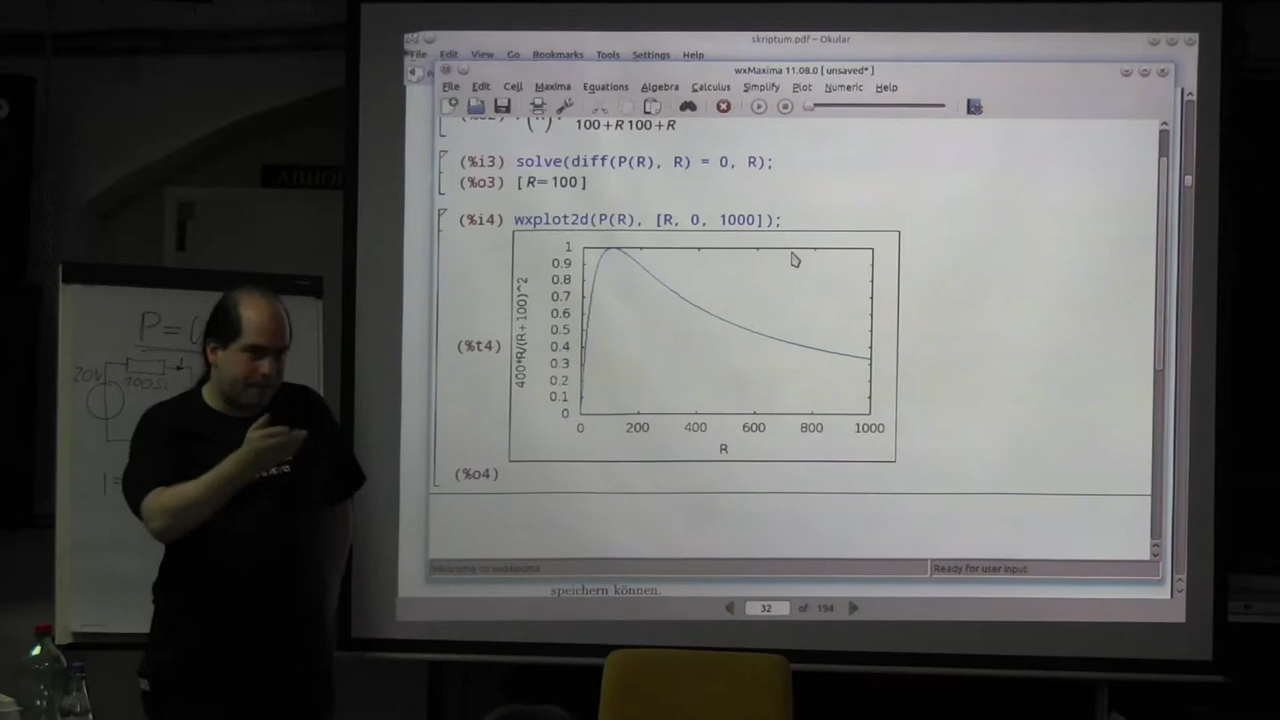 skriptum.pdf – Okular
File Edit View Go Bookmarks Tools Settings Help
wxMaxima 11.08.0 [ unsaved* ]
File Edit Cell Maxima Equations Algebra Calculus Simplify Plot Numeric Help
100+R 100+R
(%i3) solve(diff(P(R), R) = 0, R);
(%o3) [ R=100 ]
(%i4) wxplot2d(P(R), [R, 0, 1000]);
(%t4)
400*R/(R+100)^2
1
0.9
0.8
0.7
0.6
0.5
0.4
0.3
0.2
0.1
0
0 200 400 600 800 1000
R
(%o4)
Welcome to wxMaxima
Ready for user input
speichern können.
32 of 194
P=
20V
100Ω
I=